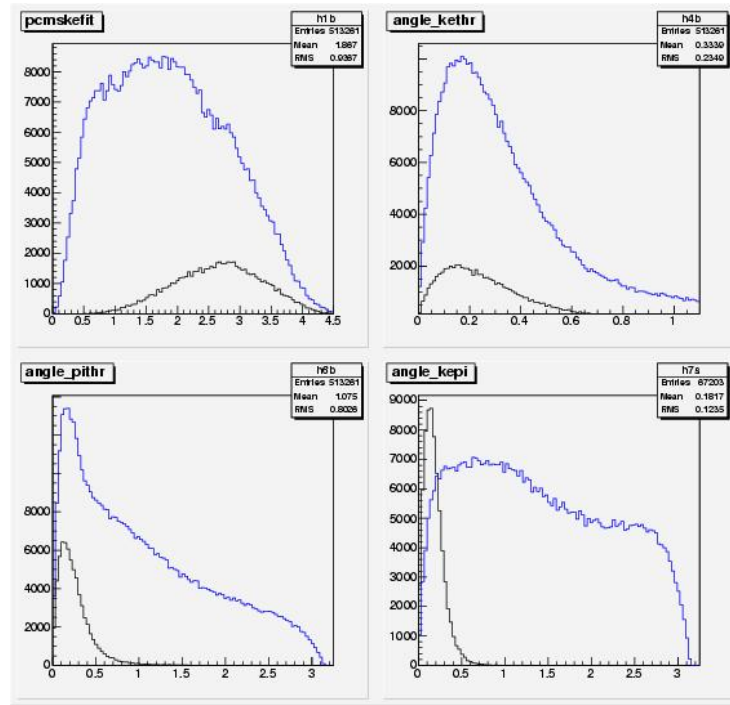 pcmskefit
h1b
Entries 513261
Mean 1.867
RMS 0.9367
8000
7000
6000
5000
4000
3000
2000
1000
0
0 0.5 1 1.5 2 2.5 3 3.5 4 4.5
angle_kethr
h4b
Entries 513261
Mean 0.3339
RMS 0.2349
10000
8000
6000
4000
2000
0 0.2 0.4 0.6 0.8 1
angle_pithr
h6b
Entries 513261
Mean 1.075
RMS 0.8026
8000
6000
4000
2000
0
0 0.5 1 1.5 2 2.5 3
angle_kepi
h7s
Entries 67203
Mean 0.1817
RMS 0.1235
9000
8000
7000
6000
5000
4000
3000
2000
1000
0
0 0.5 1 1.5 2 2.5 3